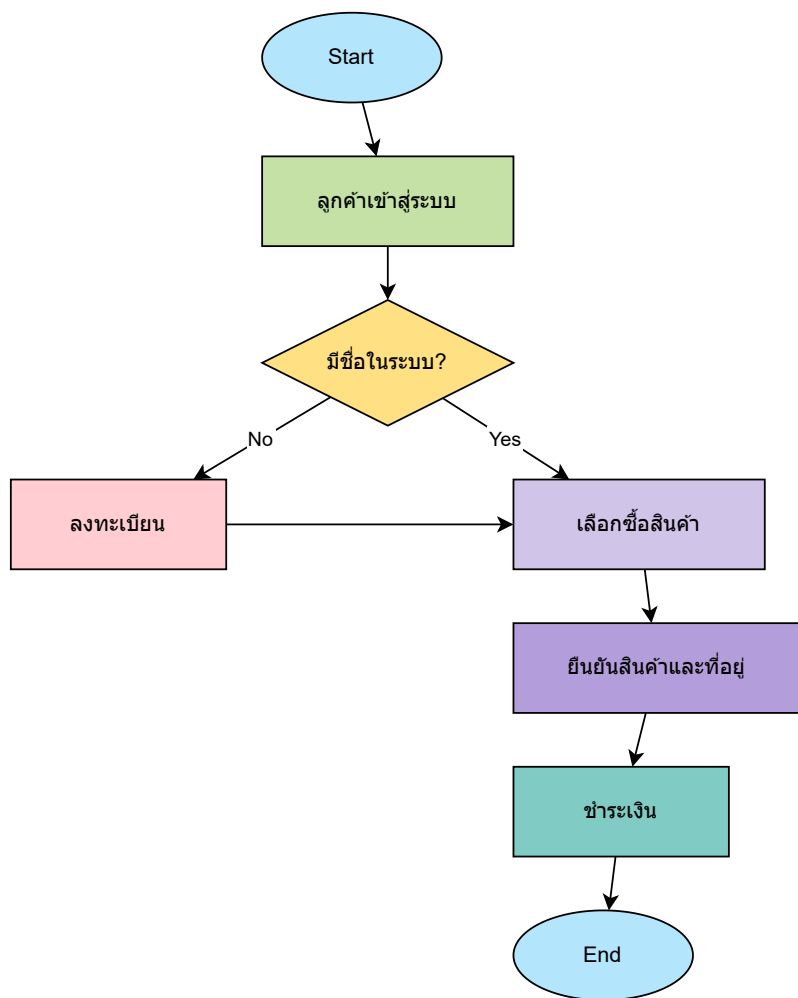 Start
ลูกค้าเข้าสู่ระบบ
มีชื่อในระบบ?
No
Yes
ลงทะเบียน
เลือกซื้อสินค้า
ยืนยันสินค้าและที่อยู่
ชำระเงิน
End